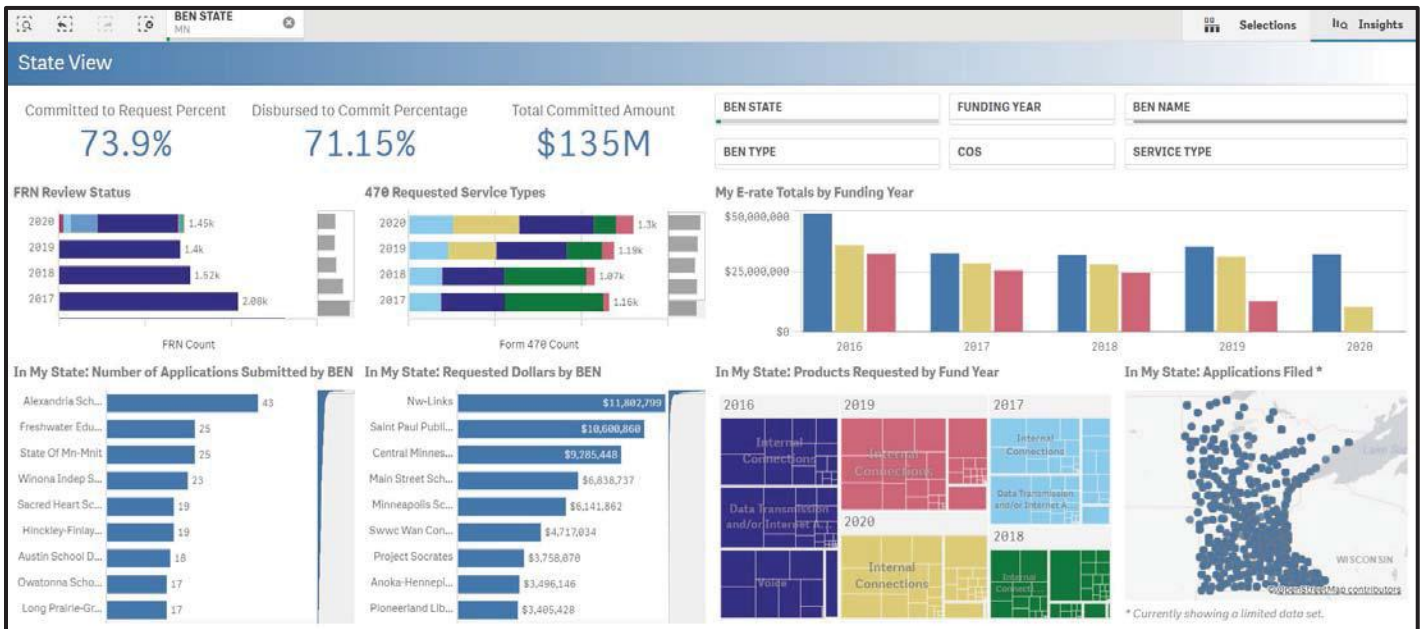 BEN STATE
MN
Selections
Insights
State View
Committed to Request Percent
73.9%
Disbursed to Commit Percentage
71.15%
Total Committed Amount
$135M
BEN STATE
FUNDING YEAR
BEN NAME
BEN TYPE
COS
SERVICE TYPE
FRN Review Status
2020
1.45k
2019
1.4k
2018
1.52k
2017
2.08k
FRN Count
470 Requested Service Types
2020
1.3k
2019
1.19k
2018
1.07k
2017
1.16k
Form 470 Count
My E-rate Totals by Funding Year
$50,000,000
$25,000,000
$0
2016
2017
2018
2019
2020
In My State: Number of Applications Submitted by BEN
Alexandria Sch...
43
Freshwater Edu...
25
State Of Mn-Mnit
25
Winona Indep S...
23
Sacred Heart Sc...
19
Hinckley-Finlay...
19
Austin School D...
18
Owatonna Scho...
17
Long Prairie-Gr...
17
In My State: Requested Dollars by BEN
Nw-Links
$11,802,799
Saint Paul Publi...
$10,600,860
Central Minnes...
$9,285,448
Main Street Sch...
$6,838,737
Minneapolis Sc...
$6,141,862
Swwc Wan Con...
$4,717,034
Project Socrates
$3,758,070
Anoka-Hennepi...
$3,496,146
Pioneerland Lib...
$3,405,428
In My State: Products Requested by Fund Year
2016
Internal
Connections
Data Transmission
and/or Internet A...
Voice
2019
Internal
Connections
2020
Internal
Connections
2017
Internal
Connections
Data Transmission
and/or Internet A...
2018
Internal
Connecti...
In My State: Applications Filed *
WISCONSIN
©OpenStreetMap contributors
* Currently showing a limited data set.